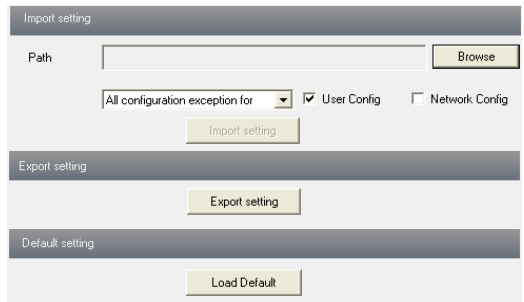 Import setting
Path
Browse
All configuration exception for User Config Network Config
Import setting
Export setting
Export setting
Default setting
Load Default